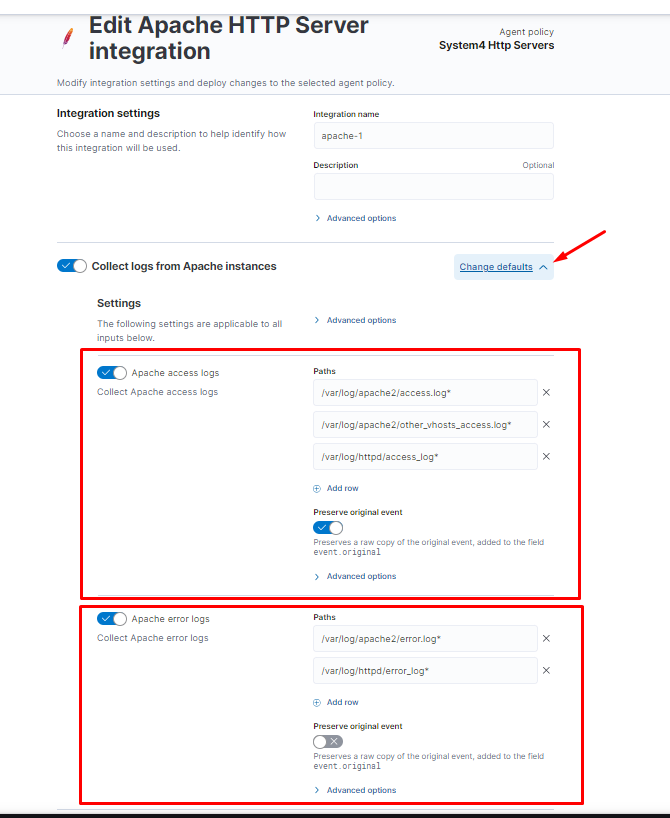 Edit Apache HTTP Server
integration
Agent policy
System4 Http Servers
Modify integration settings and deploy changes to the selected agent policy.
Integration settings
Choose a name and description to help identify how
this integration will be used.
Integration name
apache-1
Description Optional
Advanced options
Collect logs from Apache instances
Change defaults
Settings
The following settings are applicable to all
inputs below.
Advanced options
Apache access logs
Collect Apache access logs
Paths
/var/log/apache2/access.log*
/var/log/apache2/other_vhosts_access.log*
/var/log/httpd/access_log*
Add row
Preserve original event
Preserves a raw copy of the original event, added to the field
event.original
Advanced options
Apache error logs
Collect Apache error logs
Paths
/var/log/apache2/error.log*
/var/log/httpd/error_log*
Add row
Preserve original event
Preserves a raw copy of the original event, added to the field
event.original
Advanced options